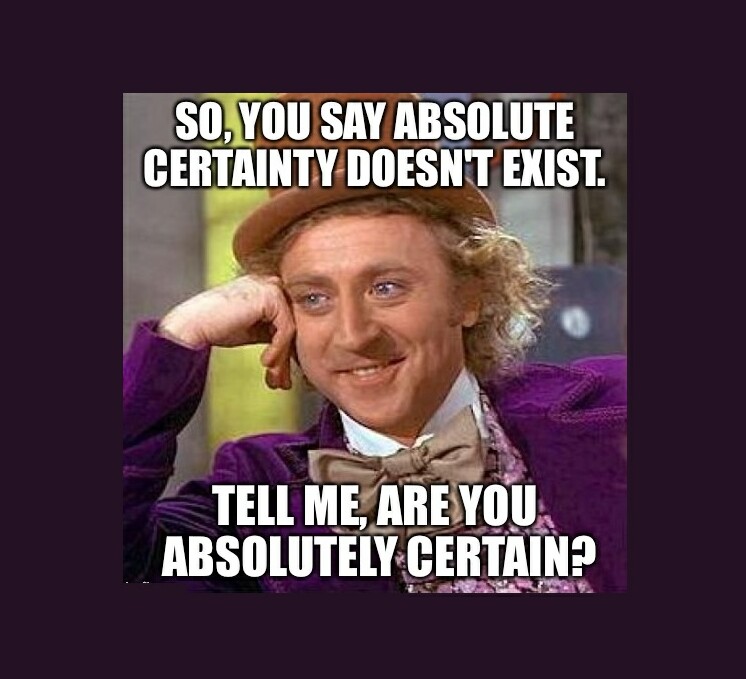 SO, YOU SAY ABSOLUTE
CERTAINTY DOESN'T EXIST.
TELL ME, ARE YOU
ABSOLUTELY CERTAIN?